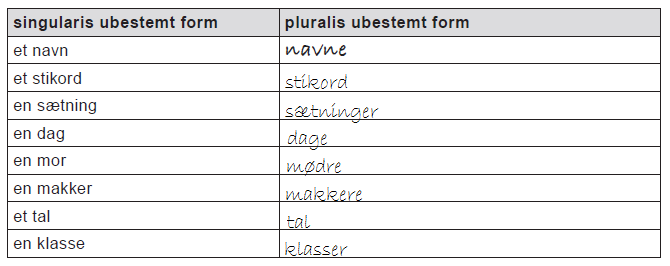 singularis ubestemt form pluralis ubestemt form
et navn navne
et stikord stikord
en sætning sætninger
en dag dage
en mor mødre
en makker makkere
et tal tal
en klasse klasser